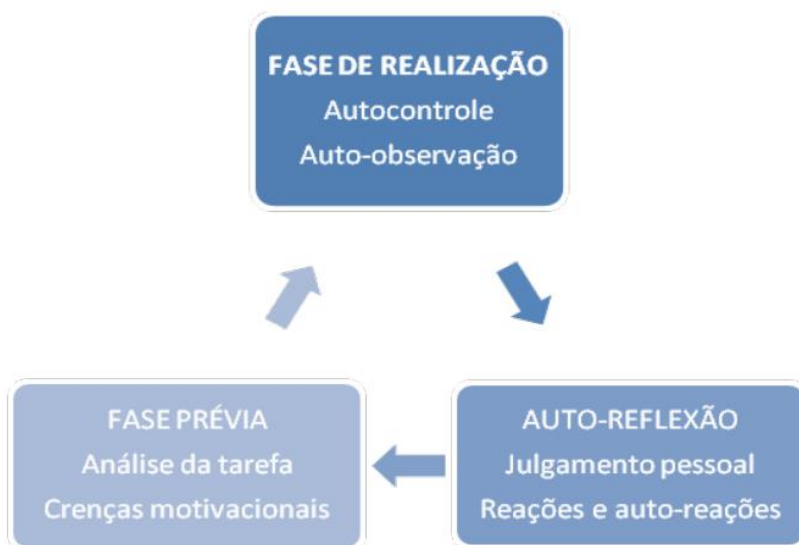 FASE DE REALIZAÇÃO
Autocontrole
Auto-observação
FASE PRÉVIA
Análise da tarefa
Crenças motivacionais
AUTO-REFLEXÃO
Julgamento pessoal
Reações e auto-reações